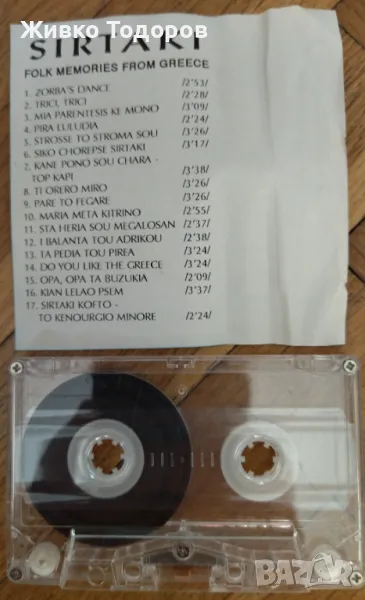 Живко Тодоров
SIRTAKI
FOLK MEMORIES FROM GREECE
1. ZORBA'S DANCE /2'53/
2. TRICI, TRICI /2'28/
3. MIA PARENTESIS KE MONO /3'09/
4. PIRA LULUDIA /2'24/
5. STROSSE TO STROMA SOU /3'26/
6. SIKO CHOREPSE SIRTAKI /3'17/
7. KANE PONO SOU CHARA -
TOP KAPI /3'38/
8. TI ORERO MIRO /3'26/
9. PARE TO FEGARE /3'26/
10. MARIA META KITRINO /2'55/
11. STA HERIA SOU MEGALOSAN /2'37/
12. I BALANTA TOU ADRIKOU /2'38/
13. TA PEDIA TOU PIREA /3'24/
14. DO YOU LIKE THE GREECE /3'24/
15. OPA, OPA TA BUZUKIA /2'09/
16. KIAN LELAO PSEM /3'37/
17. SIRTAKI KOFTO -
TO KENOURGIO MINORE /2'24/
100 50 0
BAZAR